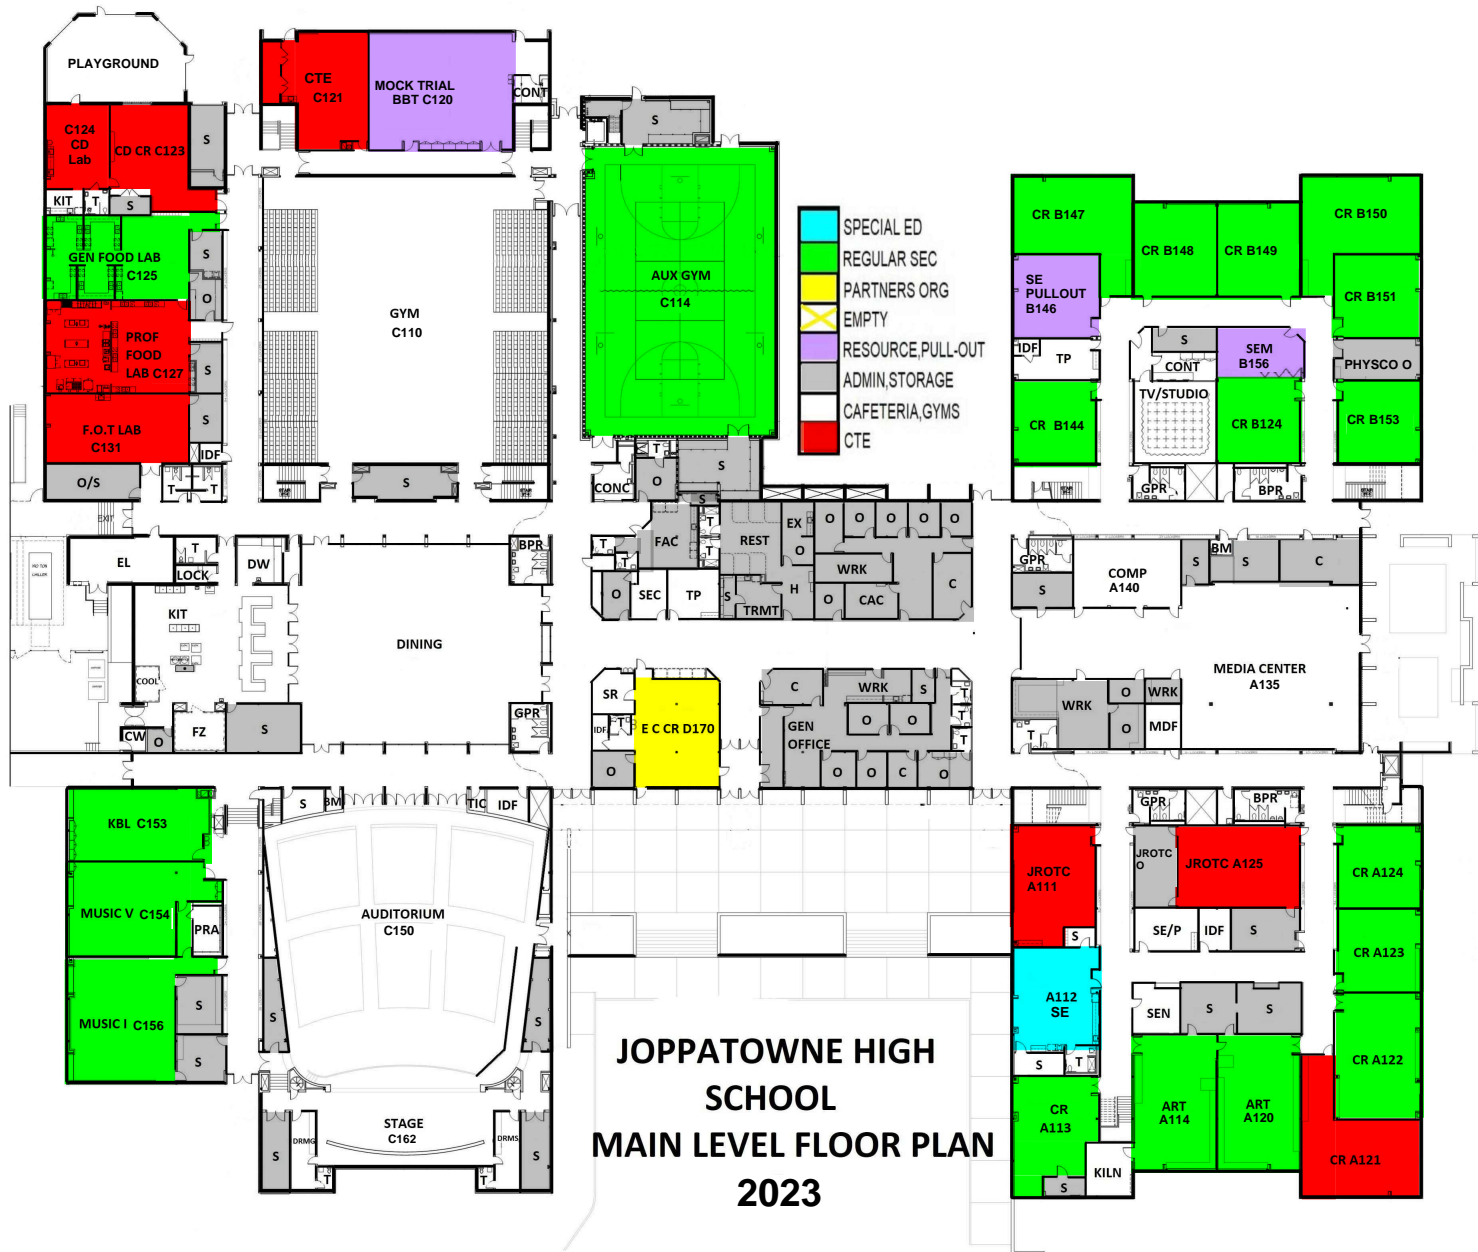 PLAYGROUND
C124
CD
Lab
CD CR C123
S
KIT
T
S
GEN FOOD LAB
C125
S
O
PROF
FOOD
LAB C127
S
F.O.T LAB
C131
S
IDF
O/S
T
T
CTE
C121
MOCK TRIAL
BBT C120
CONT
GYM
C110
S
S
AUX GYM
C114
SPECIAL ED
REGULAR SEC
PARTNERS ORG
EMPTY
RESOURCE,PULL-OUT
ADMIN,STORAGE
CAFETERIA,GYMS
CTE
CR B147
CR B148
CR B149
CR B150
SE
PULLOUT
B146
CR B151
IDF
TP
S
CONT
SEM
B156
PHYSCO O
TV/STUDIO
CR B144
CR B124
CR B153
GPR
BPR
T
CONC
O
S
S
EXIT
EL
T
LOCK
DW
KIT
COOL
CW
O
FZ
S
DINING
BPR
GPR
T
T
FAC
T
T
O
SEC
TP
REST
EX
O
O
O
O
O
O
WRK
S
TRMT
H
O
CAC
C
GPR
S
COMP
A140
S
BM
S
C
MEDIA CENTER
A135
WRK
O
WRK
O
MDF
T
SR
IDF
T
O
E C CR D170
C
WRK
S
GEN
OFFICE
O
O
T
T
T
O
O
C
O
KBL C153
MUSIC V C154
PRA
MUSIC I C156
S
S
S
BM
TIC
IDF
AUDITORIUM
C150
S
S
STAGE
C162
S
DRMG
T
DRMS
T
S
GPR
BPR
JROTC
A111
JROTC
O
JROTC A125
CR A124
S
SE/P
IDF
S
CR A123
A112
SE
SEN
S
S
S
T
CR A122
CR
A113
ART
A114
ART
A120
KILN
S
CR A121
JOPPATOWNE HIGH
SCHOOL
MAIN LEVEL FLOOR PLAN
2023